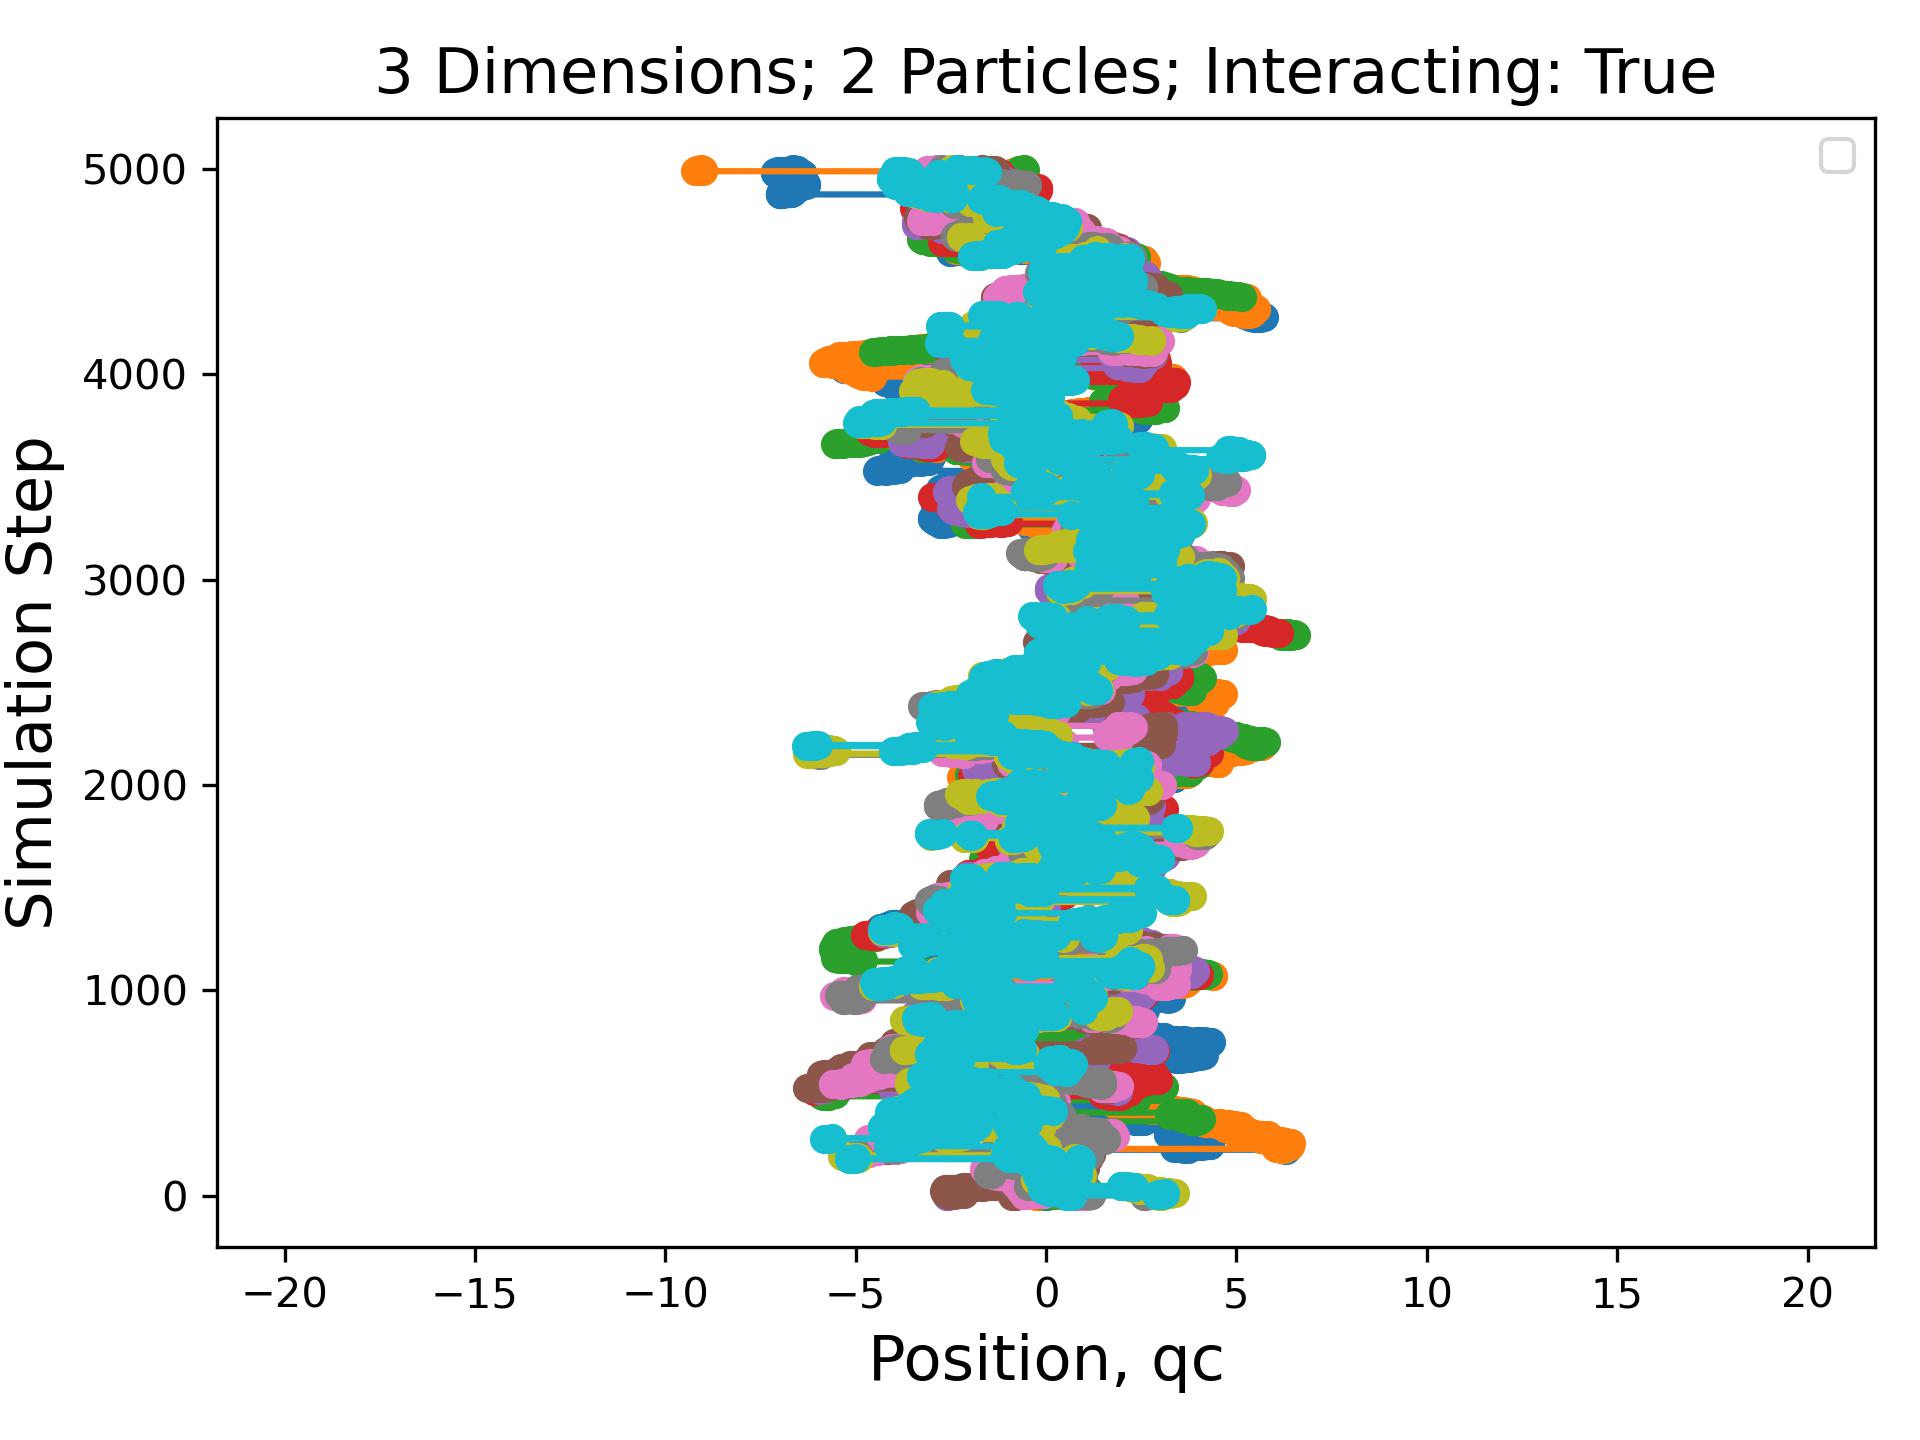 3 Dimensions; 2 Particles; Interacting: True
Simulation Step
5000
4000
3000
2000
1000
0
−20 −15 −10 −5 0 5 10 15 20
Position, qc